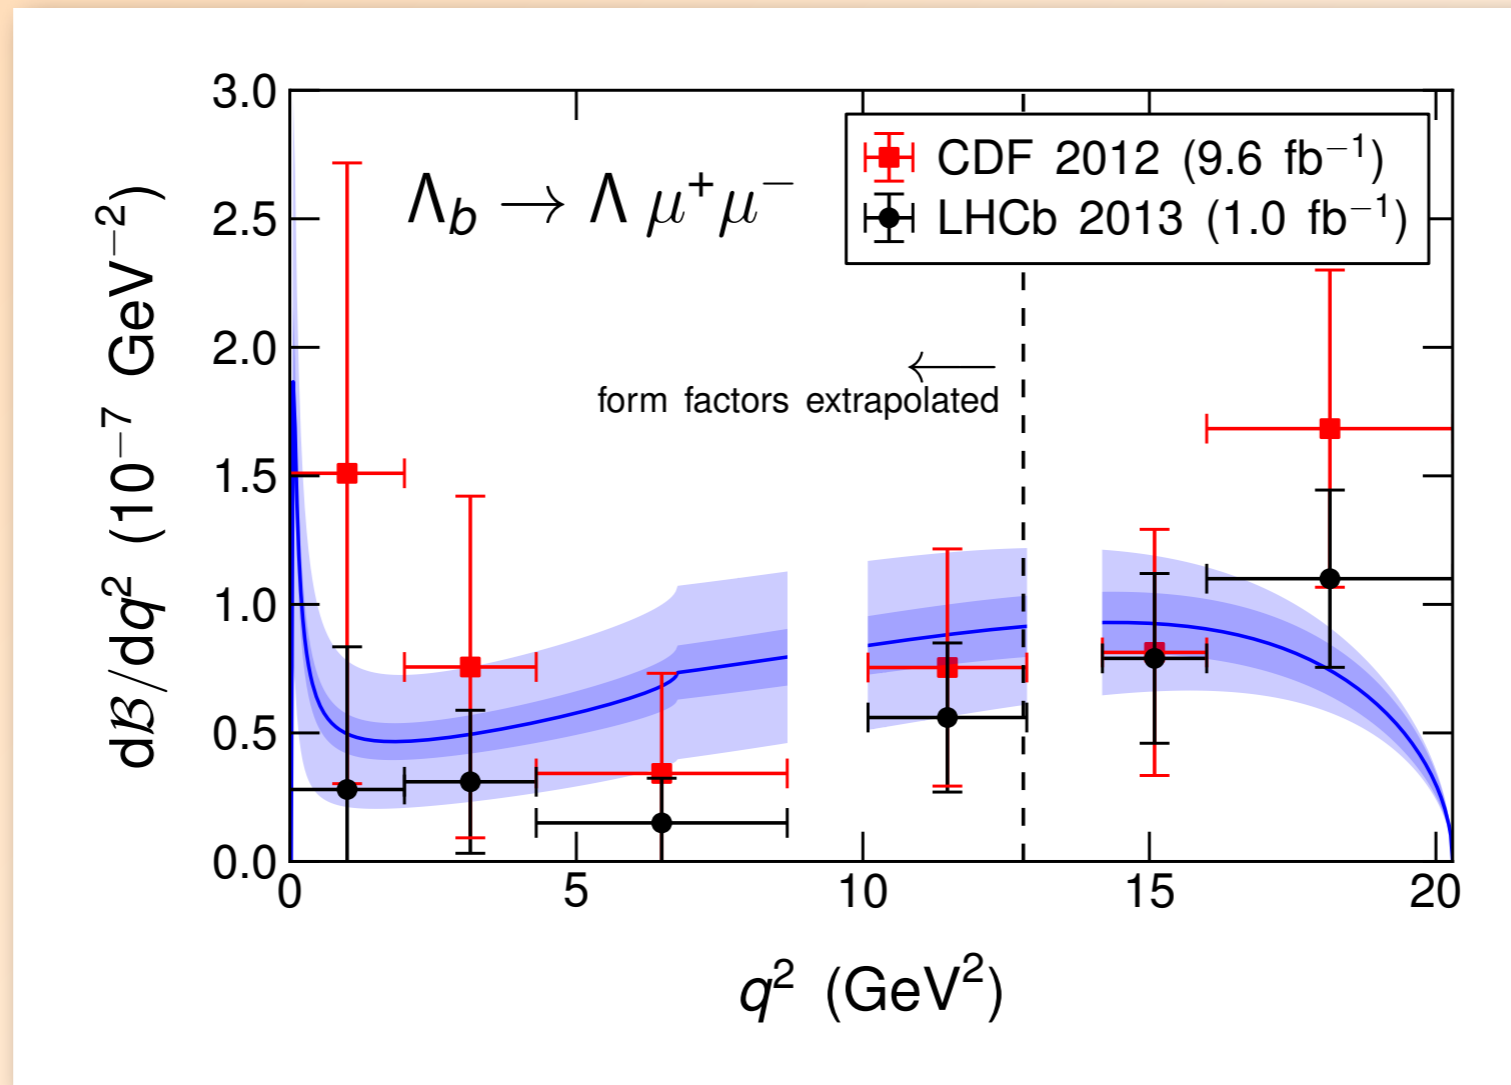 3.0
2.5
2.0
1.5
1.0
0.5
0.0
dℬ/dq² (10⁻⁷ GeV⁻²)
Λ_b → Λ μ⁺μ⁻
CDF 2012 (9.6 fb⁻¹)
LHCb 2013 (1.0 fb⁻¹)
←
form factors extrapolated
0 5 10 15 20
q² (GeV²)